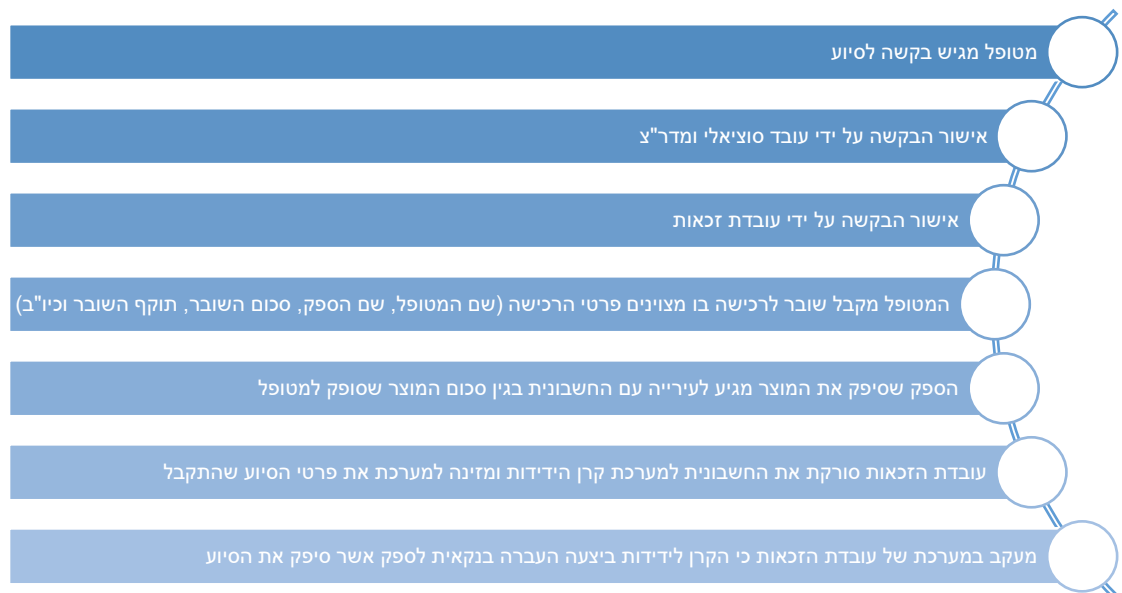 מטופל מגיש בקשה לסיוע
אישור הבקשה על ידי עובד סוציאלי ומדר"צ
אישור הבקשה על ידי עובדת זכאות
המטופל מקבל שובר לרכישה בו מצוינים פרטי הרכישה (שם המטופל, שם הספק, סכום השובר, תוקף השובר וכיו"ב)
הספק שסיפק את המוצר מגיע לעירייה עם החשבונית בגין סכום המוצר שסופק למטופל
עובדת הזכאות סורקת את החשבונית למערכת קרן הידידות ומזינה למערכת את פרטי הסיוע שהתקבל
מעקב במערכת של עובדת הזכאות כי הקרן לידידות ביצעה העברה בנקאית לספק אשר סיפק את הסיוע